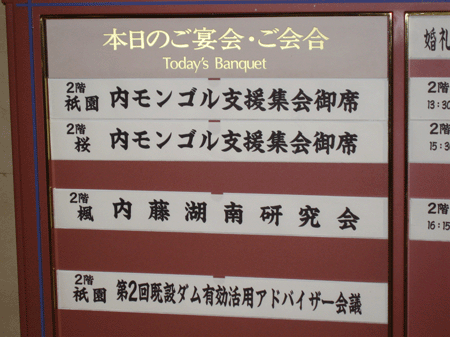 本日のご宴会・ご会合
Today's Banquet
2階
祇園 内モンゴル支援集会御席
2階
桜 内モンゴル支援集会御席
2階
楓 内藤湖南研究会
2階
祇園 第2回既設ダム有効活用アドバイザー会議
婚礼
2階
13:30
2階
15:30
2階
16:15